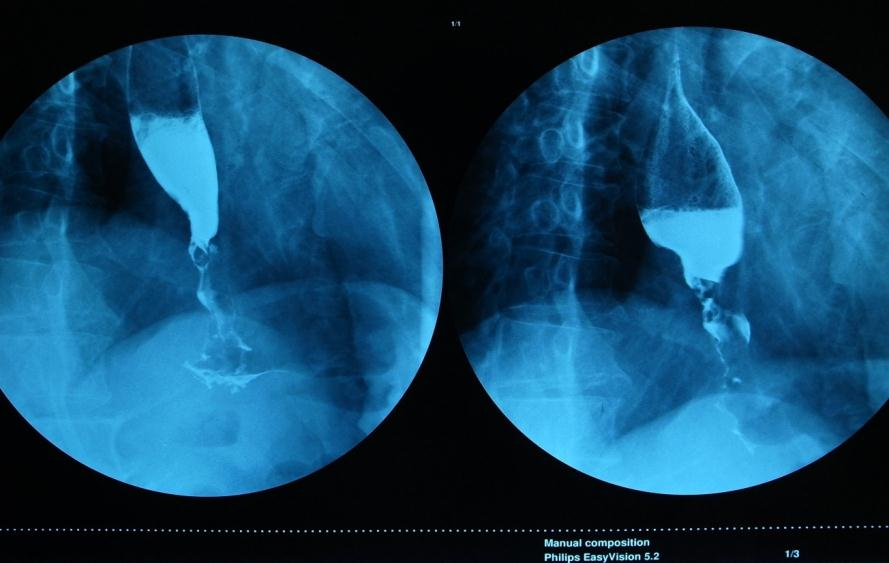 1/1
Manual composition
Philips EasyVision 5.2
1/3